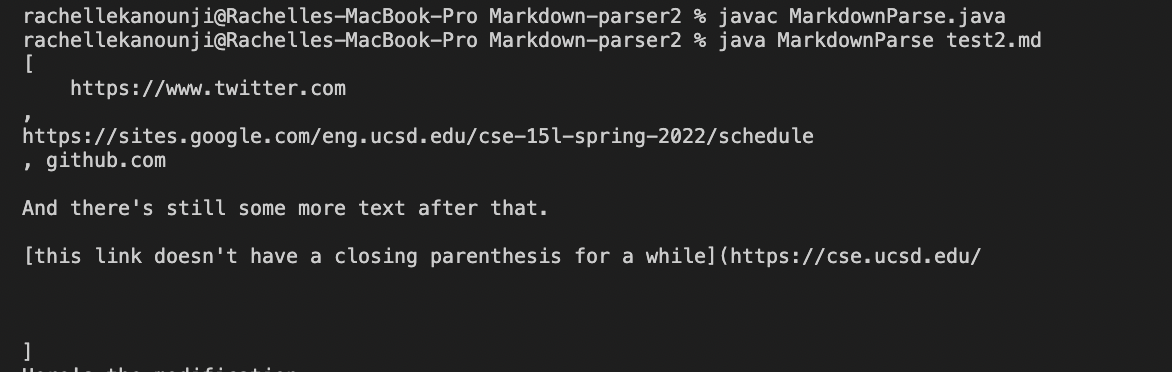 rachellekanounji@Rachelles-MacBook-Pro Markdown-parser2 % javac MarkdownParse.java
rachellekanounji@Rachelles-MacBook-Pro Markdown-parser2 % java MarkdownParse test2.md
[
    https://www.twitter.com
,
https://sites.google.com/eng.ucsd.edu/cse-15l-spring-2022/schedule
, github.com

And there's still some more text after that.

[this link doesn't have a closing parenthesis for a while](https://cse.ucsd.edu/



]
Here's the modification